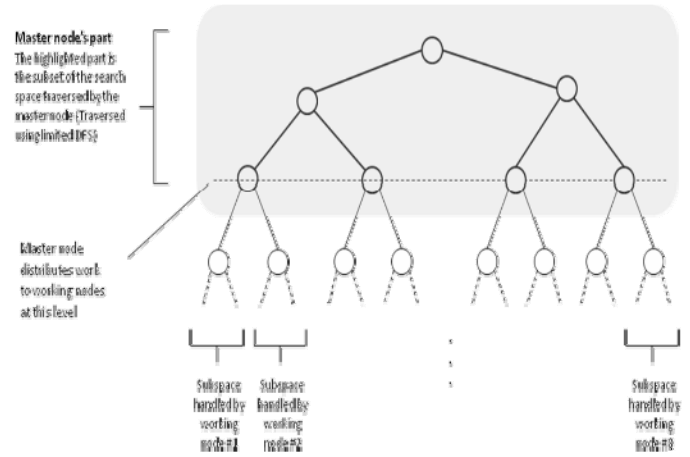 Master node's part
The highlighted part is
the subset of the search
space traversed by the
master node (Traversed
using limited DFS)
Master node
distributes work
to working nodes
at this level
Subspace
handled by
working
node #1
Subspace
handled by
working
node #2
Subspace
handled by
working
node #8